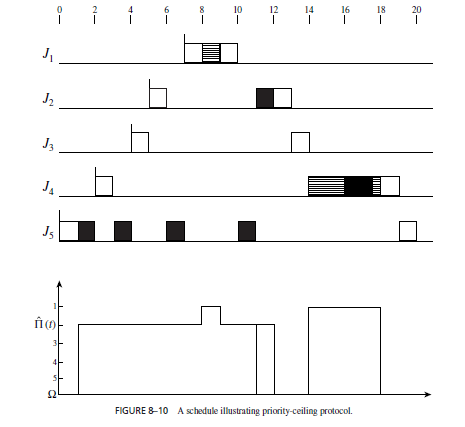 0 2 4 6 8 10 12 14 16 18 20
J1
J2
J3
J4
J5
1
Π̂ (t)
3
4
5
Ω
FIGURE 8–10 A schedule illustrating priority-ceiling protocol.